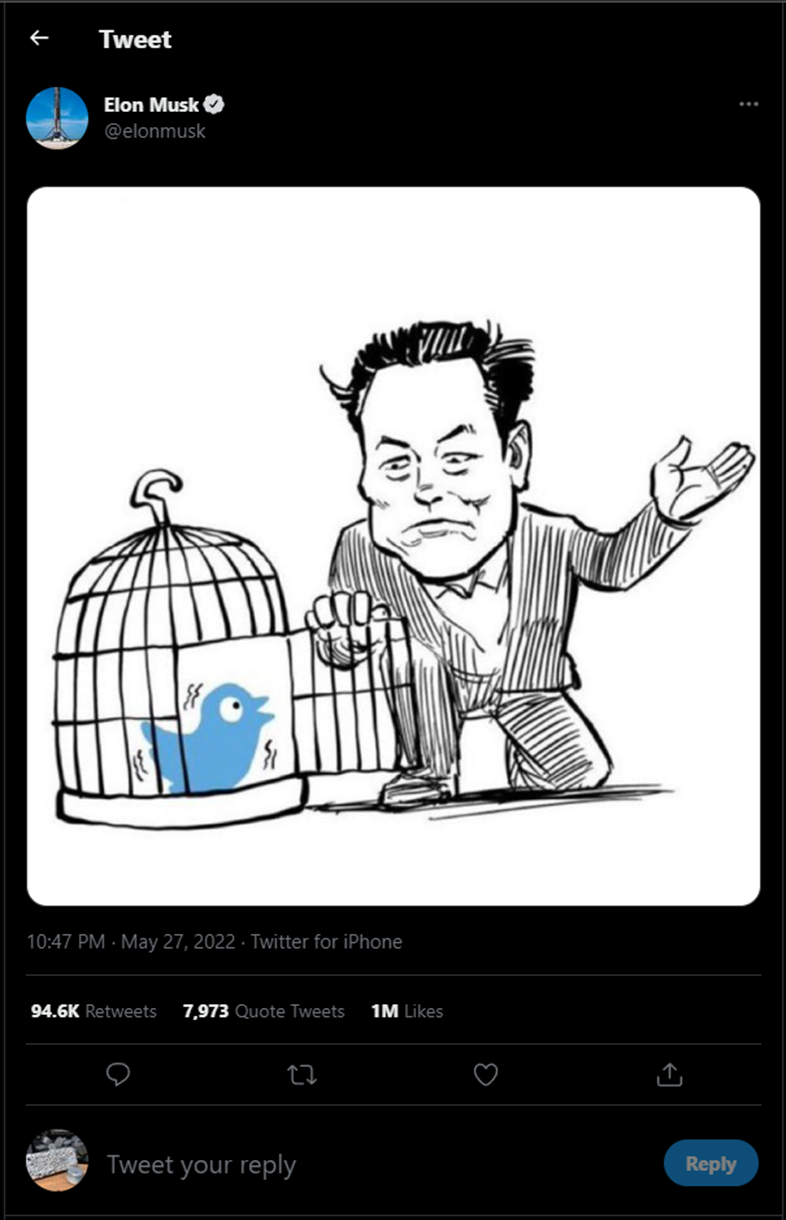 Tweet
Elon Musk
@elonmusk
10:47 PM · May 27, 2022 · Twitter for iPhone
94.6K Retweets 7,973 Quote Tweets 1M Likes
Tweet your reply
Reply